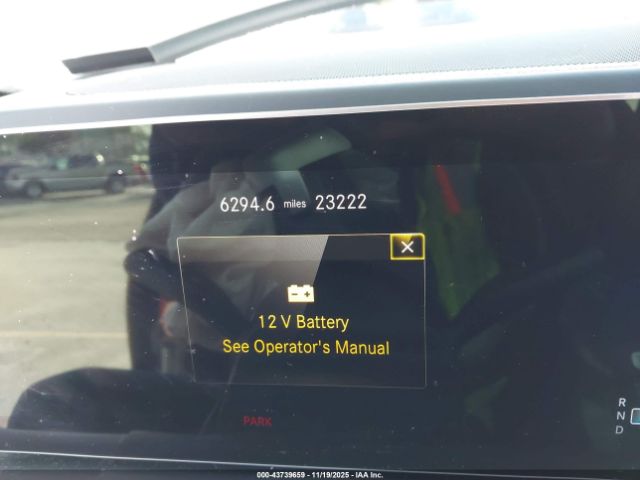 6294.6 miles 23222
12 V Battery
See Operator's Manual
PARK
R
N
D
000-43739659 | 11/19/2025 - IAA Inc.